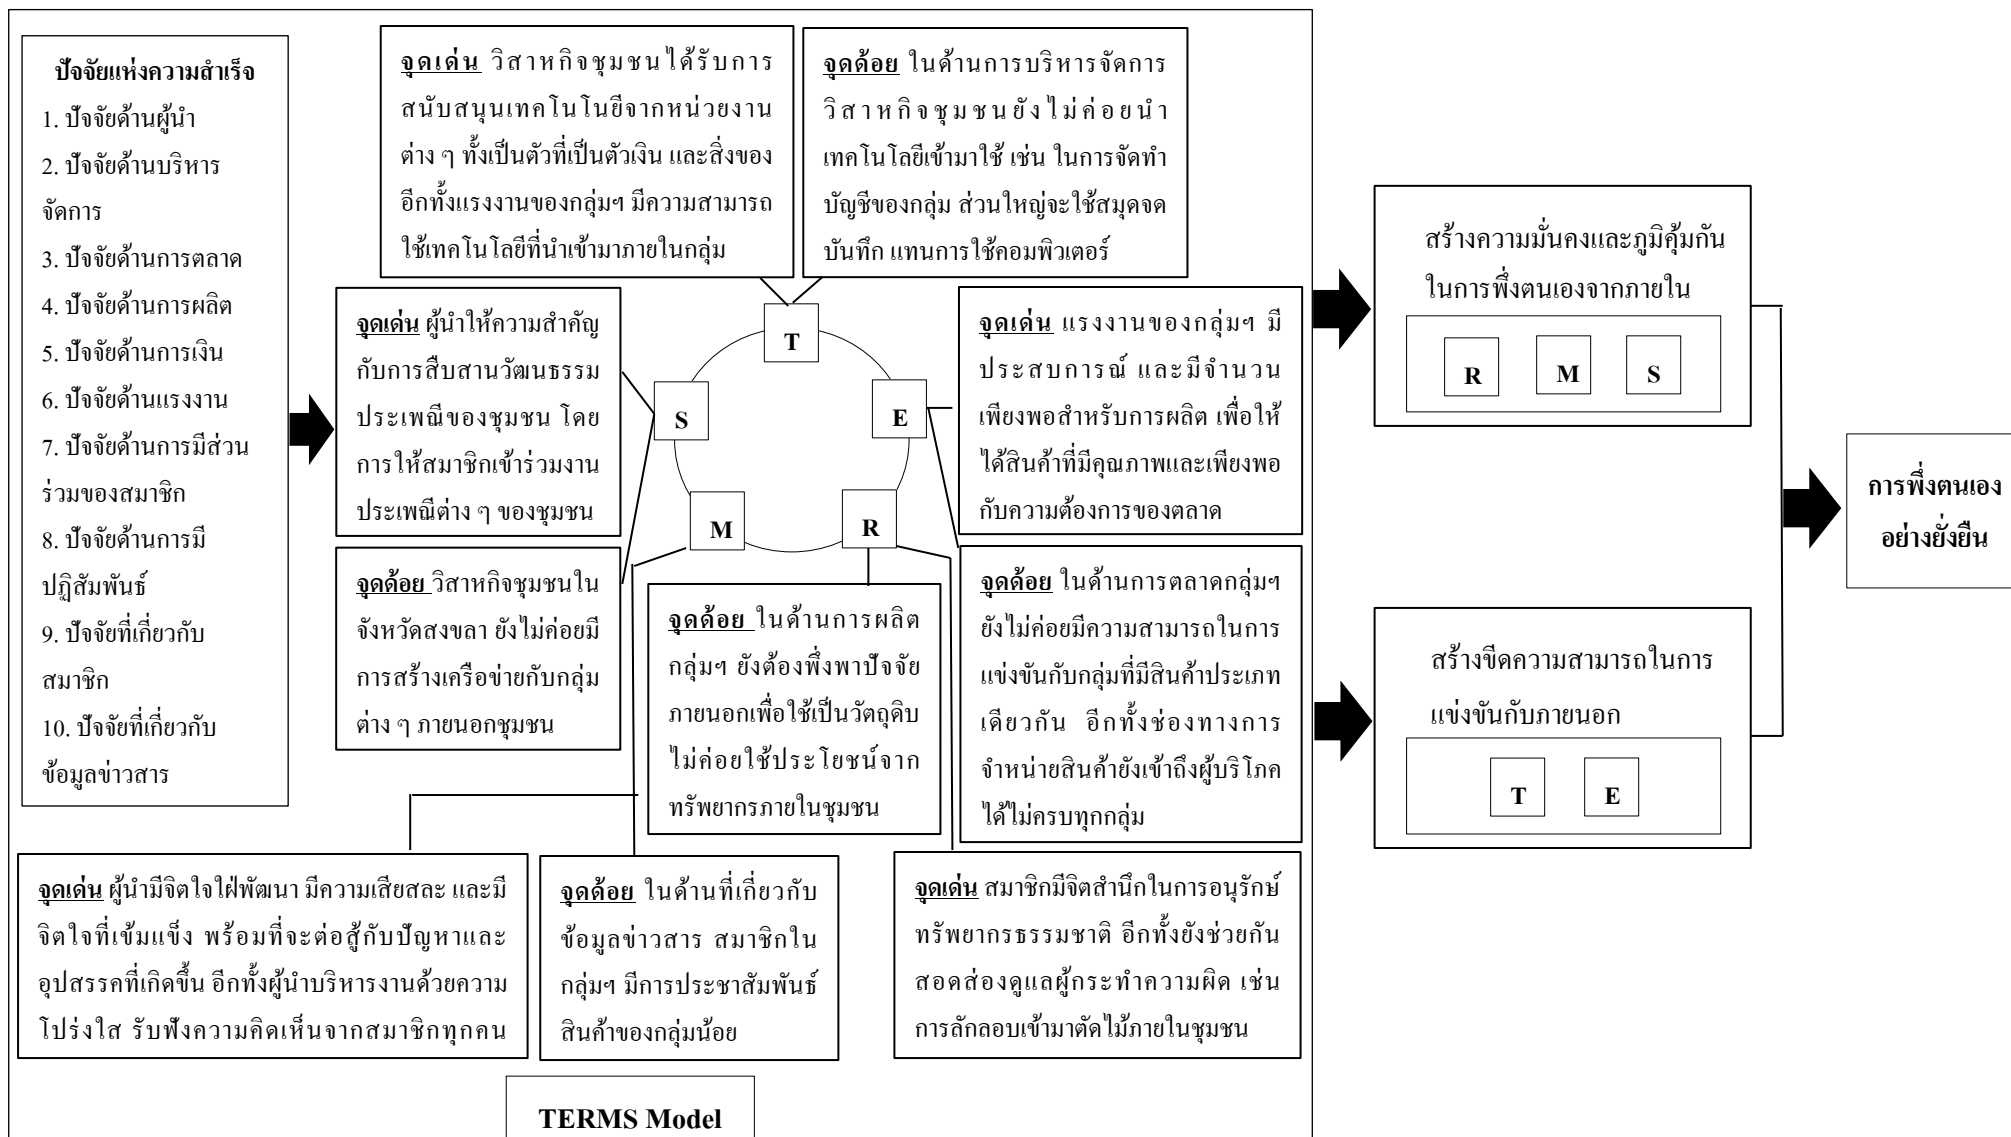 ปัจจัยแห่งความสำเร็จ
1. ปัจจัยด้านผู้นำ
2. ปัจจัยด้านบริหาร
จัดการ
3. ปัจจัยด้านการตลาด
4. ปัจจัยด้านการผลิต
5. ปัจจัยด้านการเงิน
6. ปัจจัยด้านแรงงาน
7. ปัจจัยด้านการมีส่วน
ร่วมของสมาชิก
8. ปัจจัยด้านการมี
ปฏิสัมพันธ์
9. ปัจจัยที่เกี่ยวกับ
สมาชิก
10. ปัจจัยที่เกี่ยวกับ
ข้อมูลข่าวสาร
จุดเด่น วิสาหกิจชุมชนได้รับการ
สนับสนุนเทคโนโนยีจากหน่วยงาน
ต่าง ๆ ทั้งเป็นตัวที่เป็นตัวเงิน และสิ่งของ
อีกทั้งแรงงานของกลุ่มฯ มีความสามารถ
ใช้เทคโนโลยีที่นำเข้ามาภายในกลุ่ม
จุดด้อย ในด้านการบริหารจัดการ
วิสาหกิจชุมชนยังไม่ค่อยนำ
เทคโนโลยีเข้ามาใช้ เช่น ในการจัดทำ
บัญชีของกลุ่ม ส่วนใหญ่จะใช้สมุดจด
บันทึก แทนการใช้คอมพิวเตอร์
จุดเด่น ผู้นำให้ความสำคัญ
กับการสืบสานวัฒนธรรม
ประเพณีของชุมชน โดย
การให้สมาชิกเข้าร่วมงาน
ประเพณีต่าง ๆ ของชุมชน
T
S
E
M
R
จุดเด่น แรงงานของกลุ่มฯ มี
ประสบการณ์ และมีจำนวน
เพียงพอสำหรับการผลิต เพื่อให้
ได้สินค้าที่มีคุณภาพและเพียงพอ
กับความต้องการของตลาด
จุดด้อย วิสาหกิจชุมชนใน
จังหวัดสงขลา ยังไม่ค่อยมี
การสร้างเครือข่ายกับกลุ่ม
ต่าง ๆ ภายนอกชุมชน
จุดด้อย ในด้านการผลิต
กลุ่มฯ ยังต้องพึ่งพาปัจจัย
ภายนอกเพื่อใช้เป็นวัตถุดิบ
ไม่ค่อยใช้ประโยชน์จาก
ทรัพยากรภายในชุมชน
จุดด้อย ในด้านการตลาดกลุ่มฯ
ยังไม่ค่อยมีความสามารถในการ
แข่งขันกับกลุ่มที่มีสินค้าประเภท
เดียวกัน อีกทั้งช่องทางการ
จำหน่ายสินค้ายังเข้าถึงผู้บริโภค
ได้ไม่ครบทุกกลุ่ม
จุดเด่น ผู้นำมีจิตใจใฝ่พัฒนา มีความเสียสละ และมี
จิตใจที่เข้มแข็ง พร้อมที่จะต่อสู้กับปัญหาและ
อุปสรรคที่เกิดขึ้น อีกทั้งผู้นำบริหารงานด้วยความ
โปร่งใส รับฟังความคิดเห็นจากสมาชิกทุกคน
จุดด้อย ในด้านที่เกี่ยวกับ
ข้อมูลข่าวสาร สมาชิกใน
กลุ่มฯ มีการประชาสัมพันธ์
สินค้าของกลุ่มน้อย
จุดเด่น สมาชิกมีจิตสำนึกในการอนุรักษ์
ทรัพยากรธรรมชาติ อีกทั้งยังช่วยกัน
สอดส่องดูแลผู้กระทำความผิด เช่น
การลักลอบเข้ามาตัดไม้ภายในชุมชน
TERMS Model
สร้างความมั่นคงและภูมิคุ้มกัน
ในการพึ่งตนเองจากภายใน
R M S
สร้างขีดความสามารถในการ
แข่งขันกับภายนอก
T E
การพึ่งตนเอง
อย่างยั่งยืน